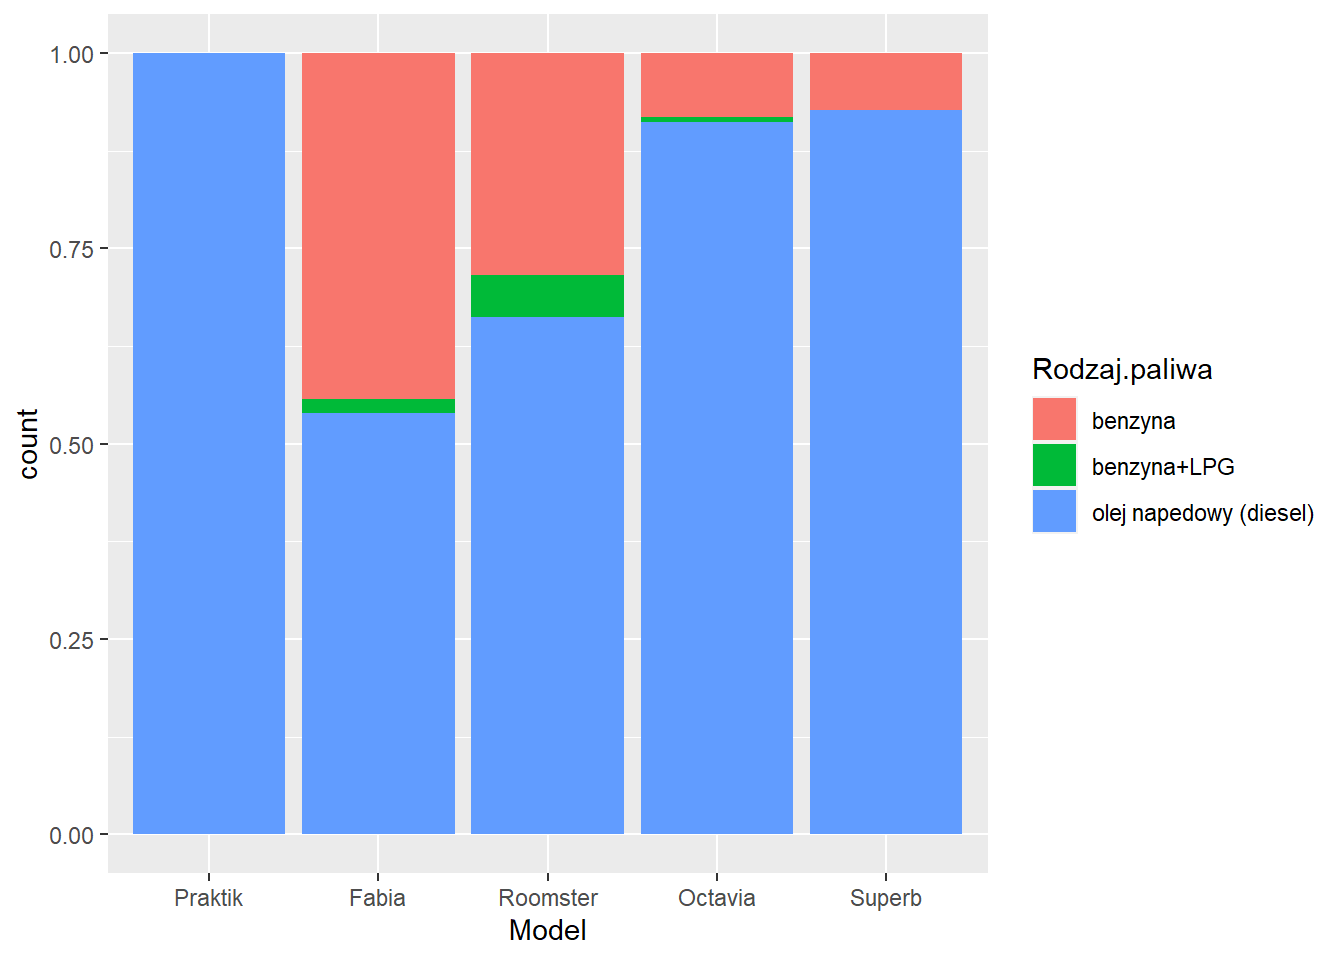 1.00
0.75
0.50
0.25
0.00
count
Praktik Fabia Roomster Octavia Superb
Model
Rodzaj.paliwa
benzyna
benzyna+LPG
olej napedowy (diesel)